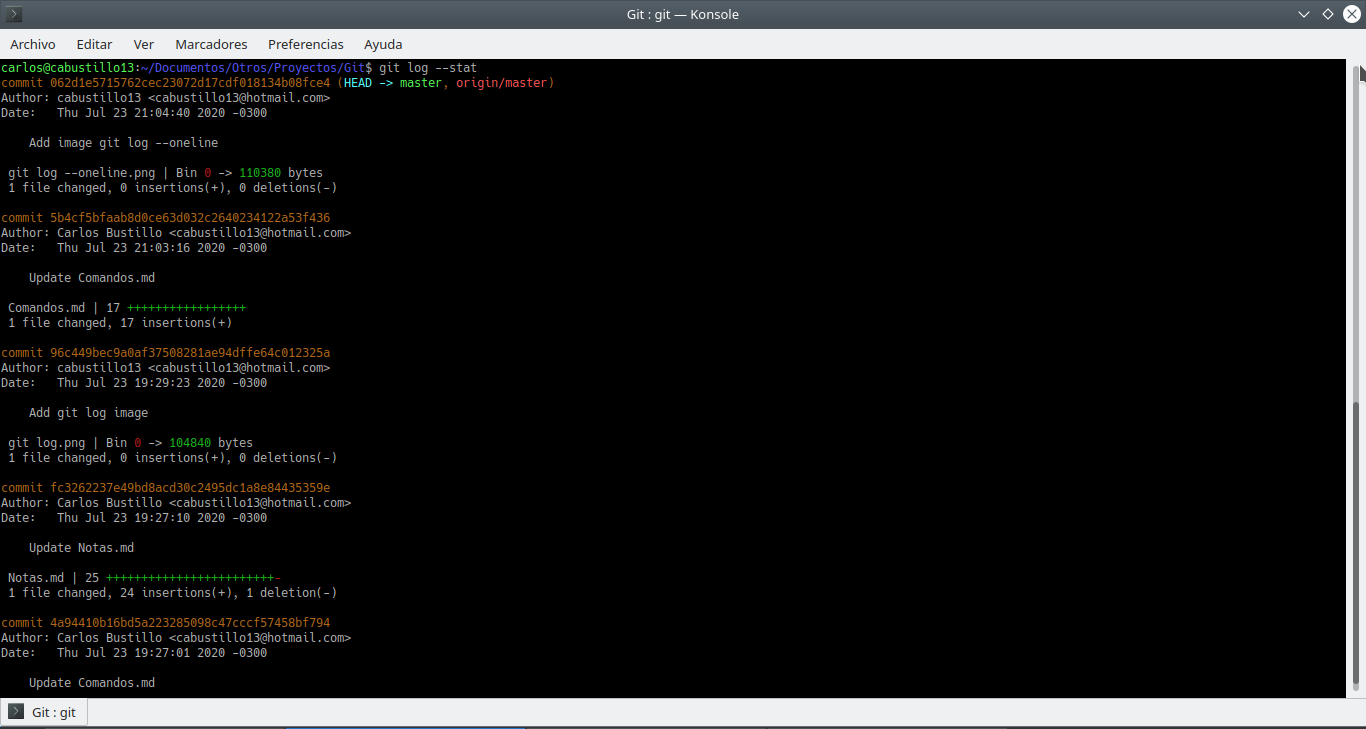 Git : git — Konsole
Archivo Editar Ver Marcadores Preferencias Ayuda
carlos@cabustillo13:~/Documentos/Otros/Proyectos/Git$ git log --stat
commit 062d1e5715762cec23072d17cdf018134b08fce4 (HEAD -> master, origin/master)
Author: cabustillo13 <cabustillo13@hotmail.com>
Date:   Thu Jul 23 21:04:40 2020 -0300
    Add image git log --oneline
 git log --oneline.png | Bin 0 -> 110380 bytes
 1 file changed, 0 insertions(+), 0 deletions(-)
commit 5b4cf5bfaab8d0ce63d032c2640234122a53f436
Author: Carlos Bustillo <cabustillo13@hotmail.com>
Date:   Thu Jul 23 21:03:16 2020 -0300
    Update Comandos.md
 Comandos.md | 17 +++++++++++++++++
 1 file changed, 17 insertions(+)
commit 96c449bec9a0af37508281ae94dffe64c012325a
Author: cabustillo13 <cabustillo13@hotmail.com>
Date:   Thu Jul 23 19:29:23 2020 -0300
    Add git log image
 git log.png | Bin 0 -> 104840 bytes
 1 file changed, 0 insertions(+), 0 deletions(-)
commit fc3262237e49bd8acd30c2495dc1a8e84435359e
Author: Carlos Bustillo <cabustillo13@hotmail.com>
Date:   Thu Jul 23 19:27:10 2020 -0300
    Update Notas.md
 Notas.md | 25 ++++++++++++++++++++++++-
 1 file changed, 24 insertions(+), 1 deletion(-)
commit 4a94410b16bd5a223285098c47cccf57458bf794
Author: Carlos Bustillo <cabustillo13@hotmail.com>
Date:   Thu Jul 23 19:27:01 2020 -0300
    Update Comandos.md
Git : git